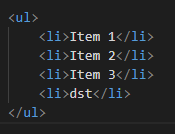 <ul>
    <li>Item 1</li>
    <li>Item 2</li>
    <li>Item 3</li>
    <li>dst</li>
</ul>